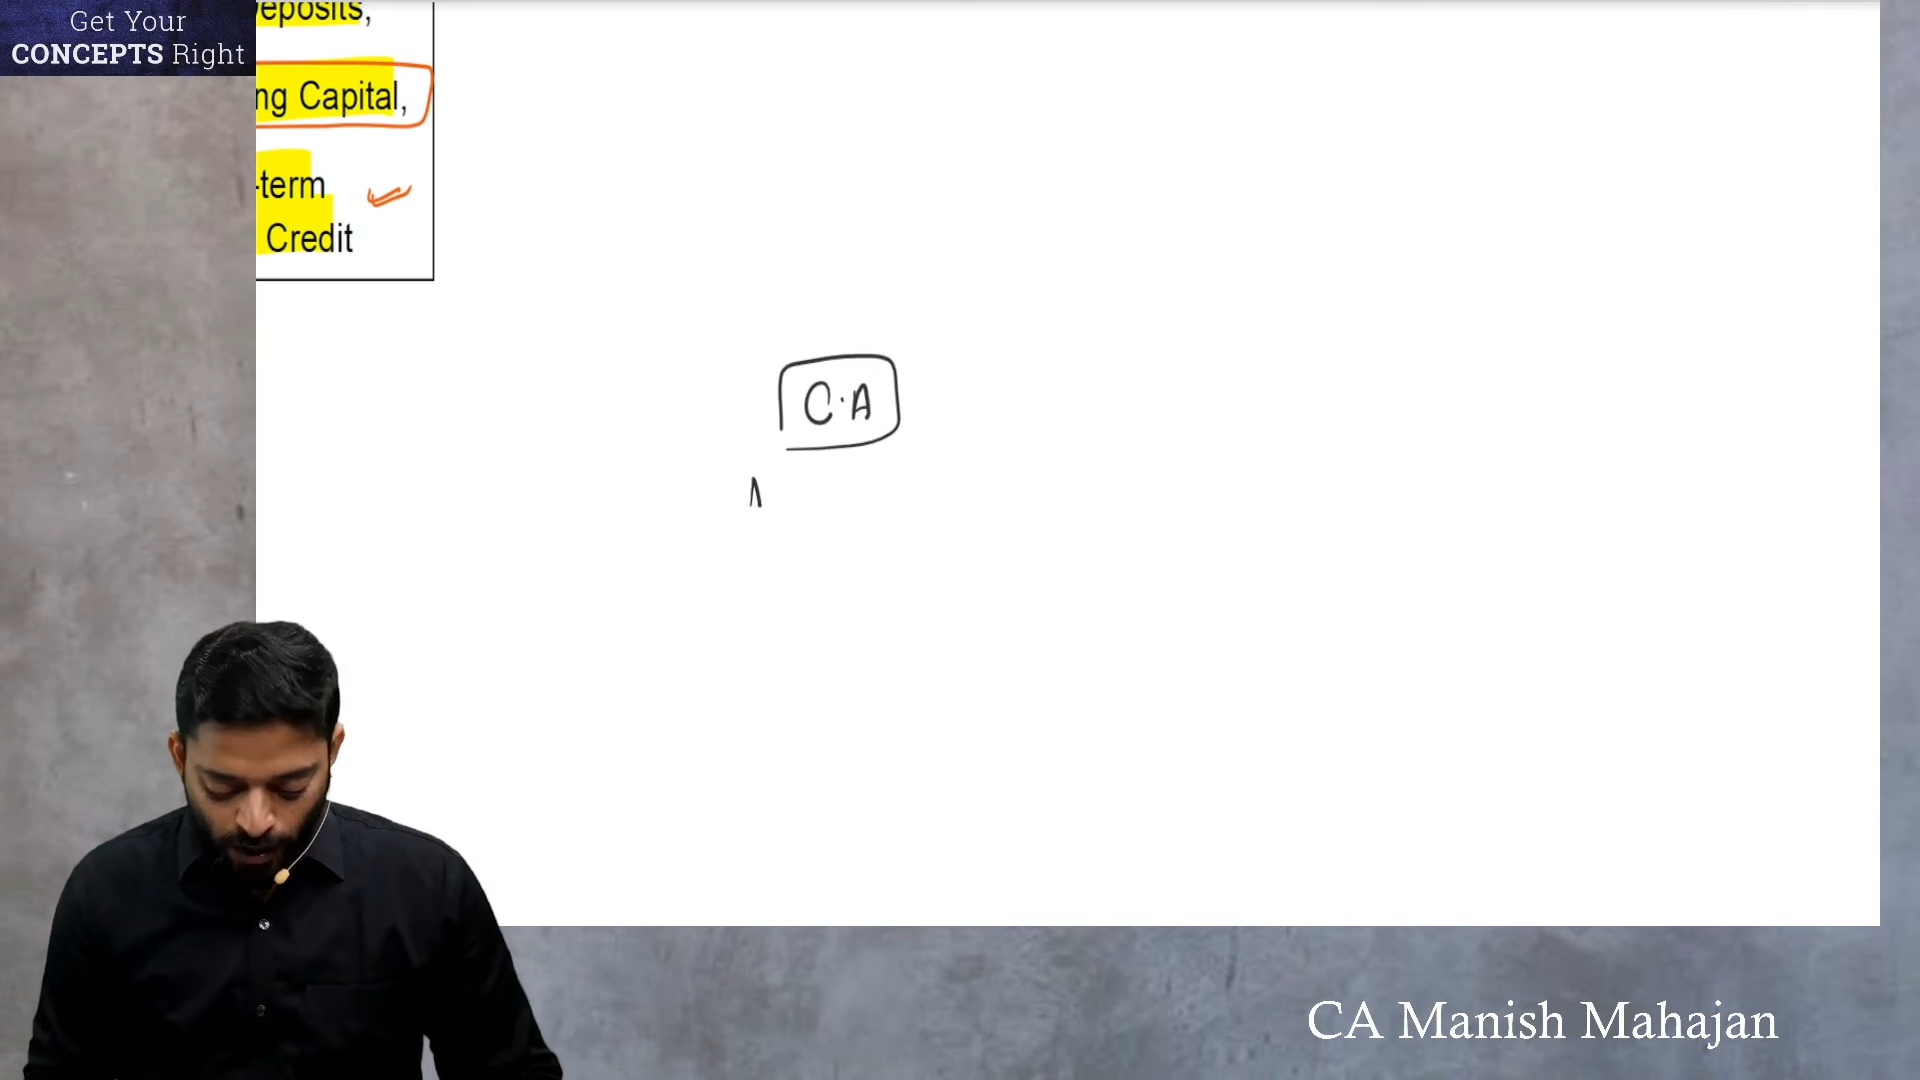 Get Your
CONCEPTS Right
eposits,
ng Capital,
-term
Credit
C.A
CA Manish Mahajan